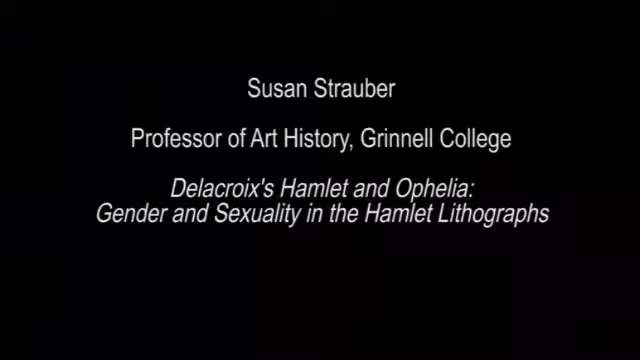 Susan Strauber
Professor of Art History, Grinnell College
Delacroix's Hamlet and Ophelia:
Gender and Sexuality in the Hamlet Lithographs